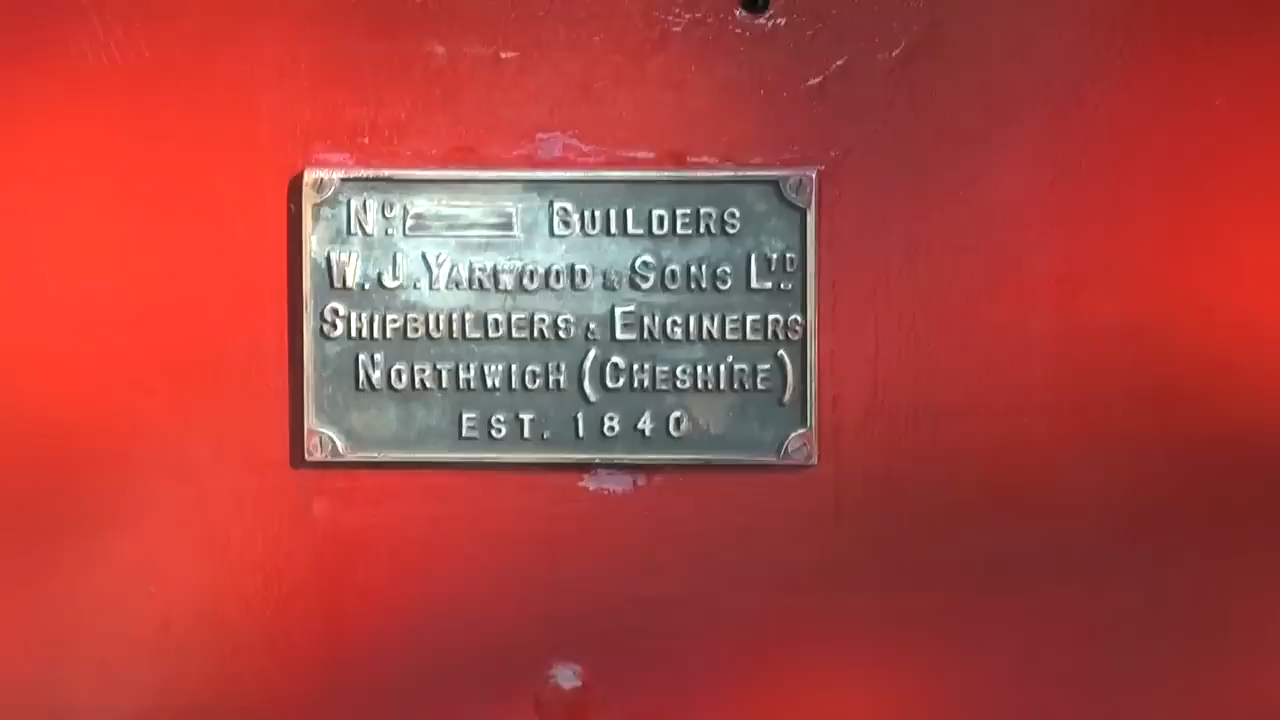 No BUILDERS
W. J. YARWOOD & SONS LTD.
SHIPBUILDERS & ENGINEERS
NORTHWICH (CHESHIRE)
EST. 1840